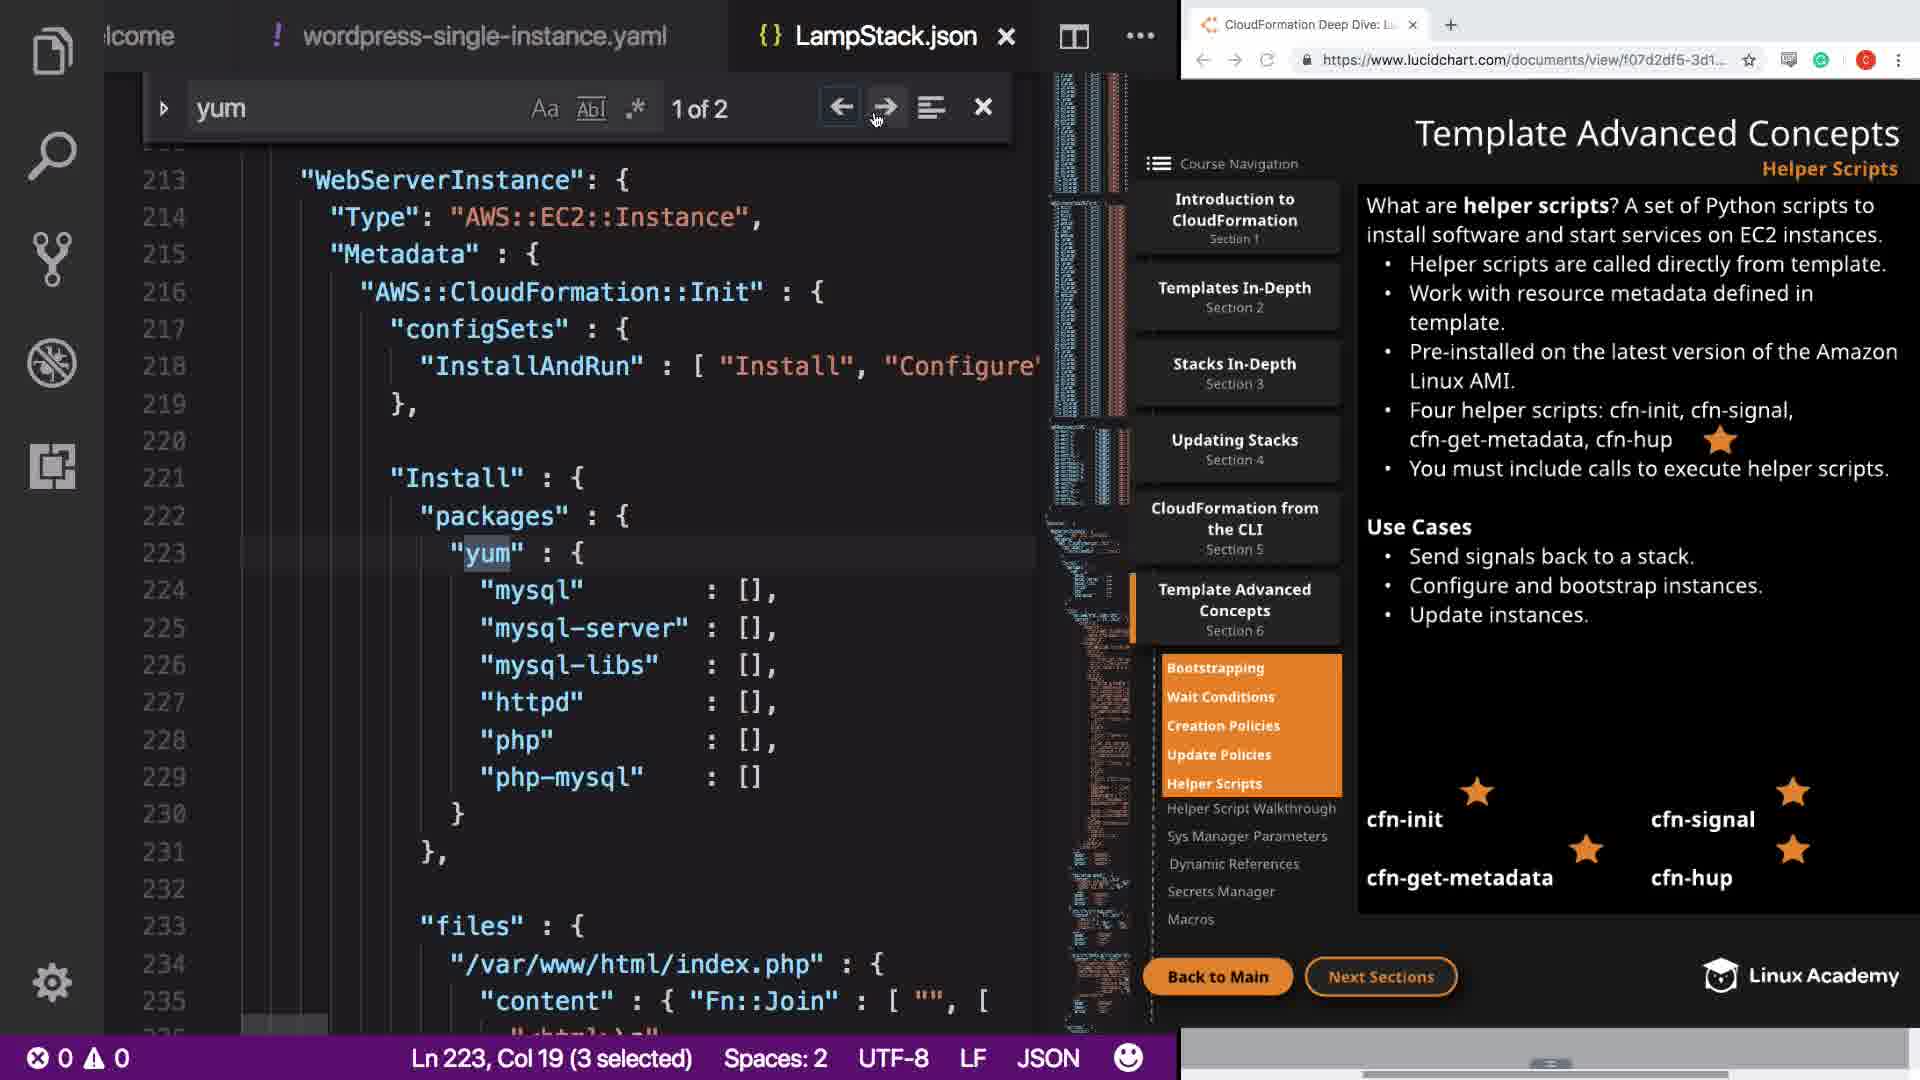 lcome
! wordpress-single-instance.yaml
{} LampStack.json
yum
Aa Abl .* 1 of 2
213 "WebServerInstance": {
214 "Type": "AWS::EC2::Instance",
215 "Metadata" : {
216 "AWS::CloudFormation::Init" : {
217 "configSets" : {
218 "InstallAndRun" : [ "Install", "Configure"
219 },
220
221 "Install" : {
222 "packages" : {
223 "yum" : {
224 "mysql" : [],
225 "mysql-server" : [],
226 "mysql-libs" : [],
227 "httpd" : [],
228 "php" : [],
229 "php-mysql" : []
230 }
231 },
232
233 "files" : {
234 "/var/www/html/index.php" : {
235 "content" : { "Fn::Join" : [ "", [
0 0
Ln 223, Col 19 (3 selected) Spaces: 2 UTF-8 LF JSON
CloudFormation Deep Dive: L
https://www.lucidchart.com/documents/view/f07d2df5-3d1...
C
Template Advanced Concepts
Helper Scripts
Course Navigation
Introduction to
CloudFormation
Section 1
Templates In-Depth
Section 2
Stacks In-Depth
Section 3
Updating Stacks
Section 4
CloudFormation from
the CLI
Section 5
Template Advanced
Concepts
Section 6
Bootstrapping
Wait Conditions
Creation Policies
Update Policies
Helper Scripts
Helper Script Walkthrough
Sys Manager Parameters
Dynamic References
Secrets Manager
Macros
Back to Main
Next Sections
What are helper scripts? A set of Python scripts to
install software and start services on EC2 instances.
• Helper scripts are called directly from template.
• Work with resource metadata defined in
template.
• Pre-installed on the latest version of the Amazon
Linux AMI.
• Four helper scripts: cfn-init, cfn-signal,
cfn-get-metadata, cfn-hup
• You must include calls to execute helper scripts.
Use Cases
• Send signals back to a stack.
• Configure and bootstrap instances.
• Update instances.
cfn-init
cfn-signal
cfn-get-metadata
cfn-hup
Linux Academy